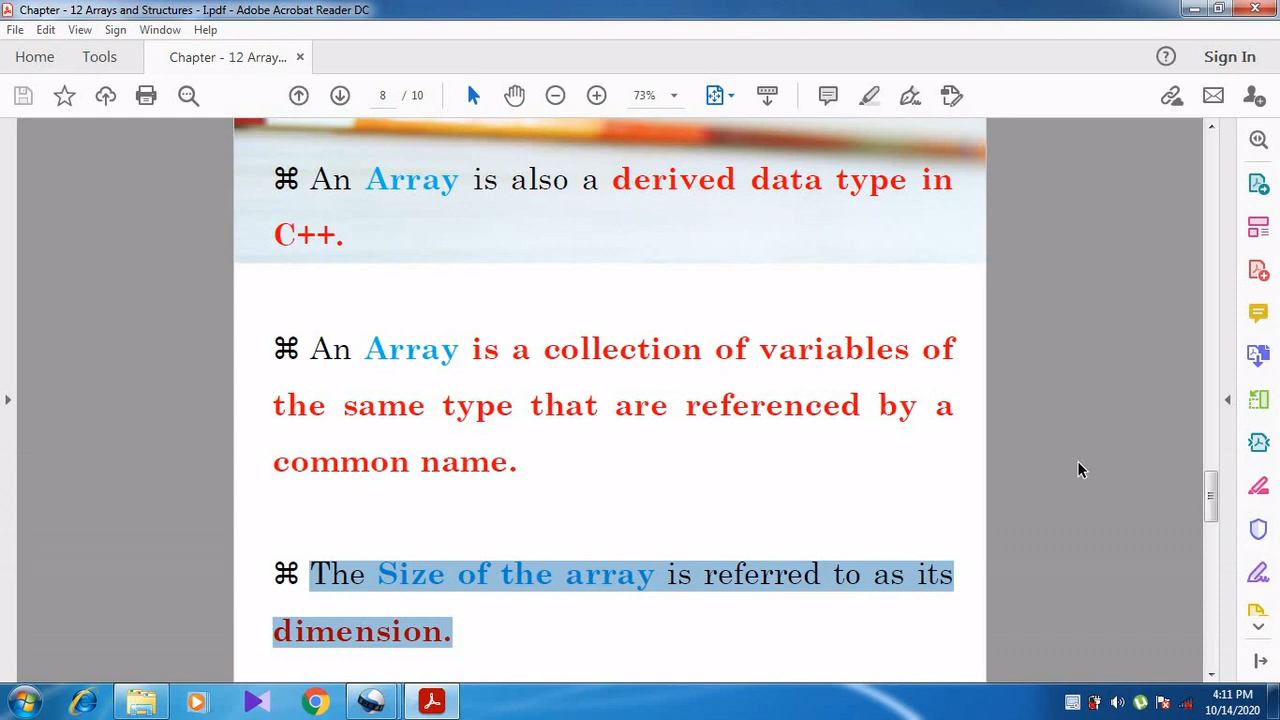 Chapter - 12 Arrays and Structures - I.pdf - Adobe Acrobat Reader DC
File Edit View Sign Window Help
Home Tools Chapter - 12 Array... × Sign In
8 / 10 73%
⌘ An Array is also a derived data type in
C++.
⌘ An Array is a collection of variables of
the same type that are referenced by a
common name.
⌘ The Size of the array is referred to as its
dimension.
4:11 PM
10/14/2020